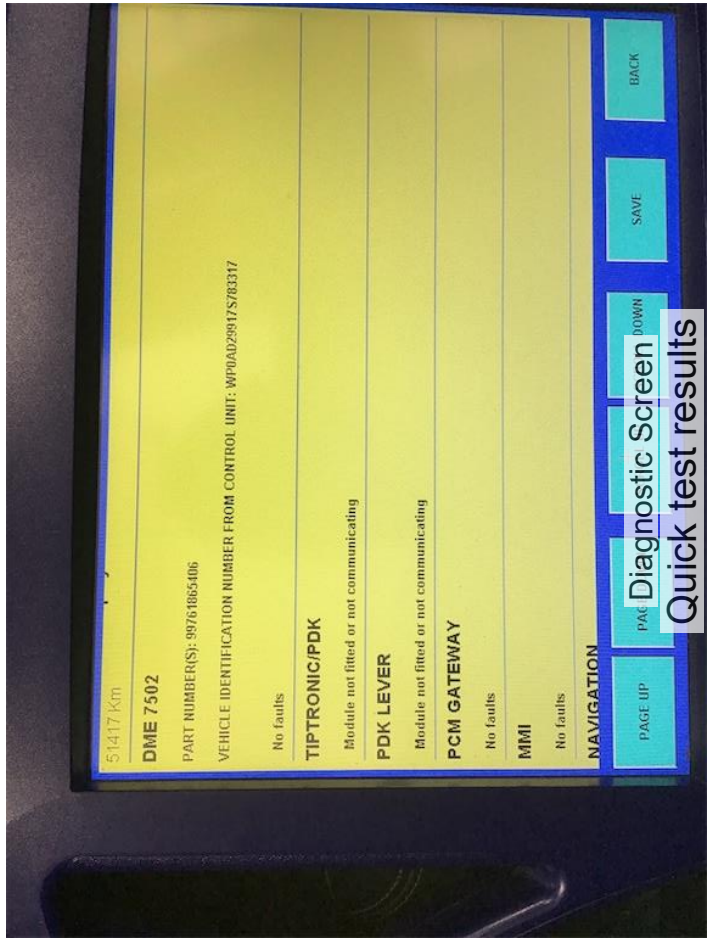 51417 Km
DME 7502
PART NUMBER(S): 99761865406
VEHICLE IDENTIFICATION NUMBER FROM CONTROL UNIT: WP0AD29917S783317
No faults
TIPTRONIC/PDK
Module not fitted or not communicating
PDK LEVER
Module not fitted or not communicating
PCM GATEWAY
No faults
MMI
No faults
NAVIGATION
PAGE UP
DOWN
SAVE
BACK
Diagnostic Screen
Quick test results